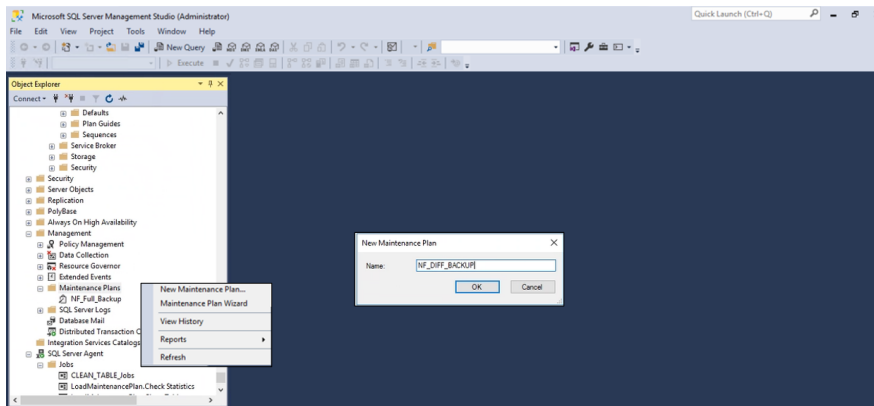 Microsoft SQL Server Management Studio (Administrator)
Quick Launch (Ctrl+Q)
File Edit View Project Tools Window Help
New Query
Execute
Object Explorer
Connect
Defaults
Plan Guides
Sequences
Service Broker
Storage
Security
Security
Server Objects
Replication
PolyBase
Always On High Availability
Management
Policy Management
Data Collection
Resource Governor
Extended Events
Maintenance Plans
NF_Full_Backup
SQL Server Logs
Database Mail
Distributed Transaction C
Integration Services Catalogs
SQL Server Agent
Jobs
CLEAN_TABLE_Jobs
LoadMaintenancePlan.Check Statistics
New Maintenance Plan...
Maintenance Plan Wizard
View History
Reports
Refresh
New Maintenance Plan
Name: NF_DIFF_BACKUP
OK Cancel